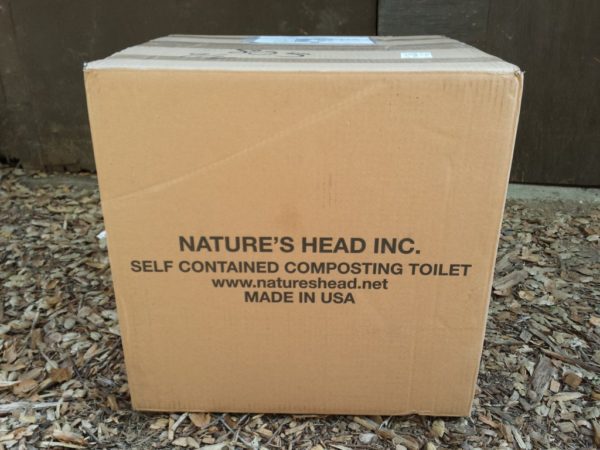 NATURE'S HEAD INC.
SELF CONTAINED COMPOSTING TOILET
www.natureshead.net
MADE IN USA